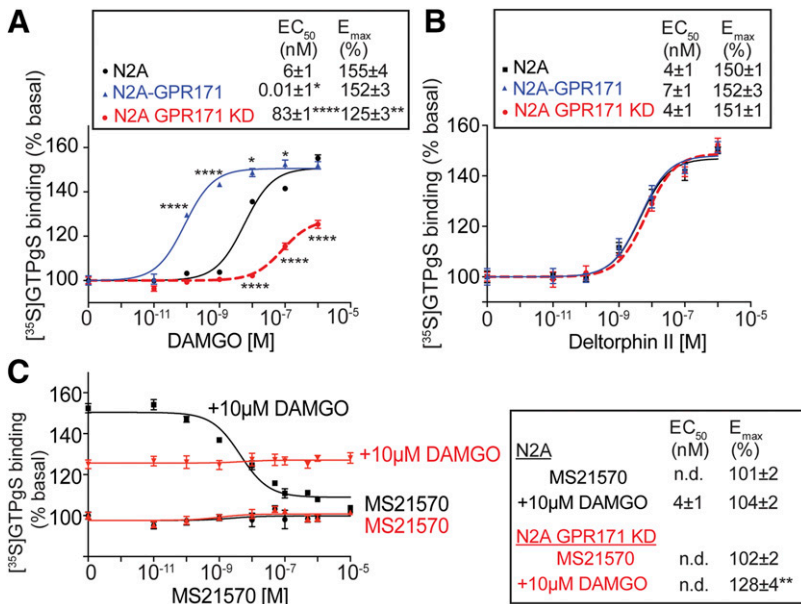 A
EC50 Emax
(nM) (%)
N2A 6±1 155±4
N2A-GPR171 0.01±1* 152±3
N2A GPR171 KD 83±1**** 125±3**
[35S]GTPgS binding (% basal)
160
140
120
100
****
****
*
*
****
****
****
0 10-11 10-9 10-7 10-5
DAMGO [M]
B
EC50 Emax
(nM) (%)
N2A 4±1 150±1
N2A-GPR171 7±1 152±3
N2A GPR171 KD 4±1 151±1
[35S]GTPgS binding (% basal)
160
140
120
100
0 10-11 10-9 10-7 10-5
Deltorphin II [M]
C
[35S]GTPgS binding
(% basal)
160
140
120
100
+10µM DAMGO
+10µM DAMGO
MS21570
MS21570
0 10-11 10-9 10-7 10-5
MS21570 [M]
EC50 Emax
(nM) (%)
N2A
MS21570 n.d. 101±2
+10µM DAMGO 4±1 104±2
N2A GPR171 KD
MS21570 n.d. 102±2
+10µM DAMGO n.d. 128±4**